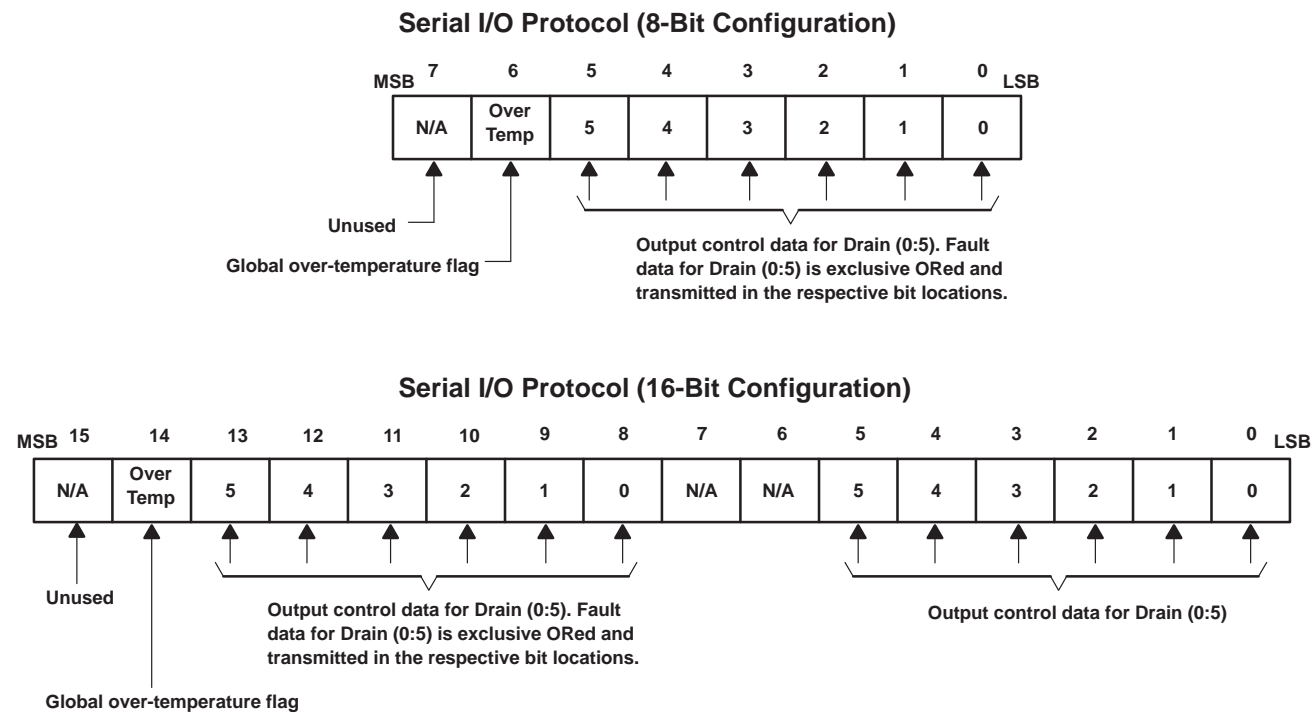 Serial I/O Protocol (8-Bit Configuration)
MSB 7 6 5 4 3 2 1 0 LSB
N/A Over Temp 5 4 3 2 1 0
Unused
Global over-temperature flag
Output control data for Drain (0:5). Fault
data for Drain (0:5) is exclusive ORed and
transmitted in the respective bit locations.
Serial I/O Protocol (16-Bit Configuration)
MSB 15 14 13 12 11 10 9 8 7 6 5 4 3 2 1 0 LSB
N/A Over Temp 5 4 3 2 1 0 N/A N/A 5 4 3 2 1 0
Unused
Output control data for Drain (0:5). Fault
data for Drain (0:5) is exclusive ORed and
transmitted in the respective bit locations.
Output control data for Drain (0:5)
Global over-temperature flag